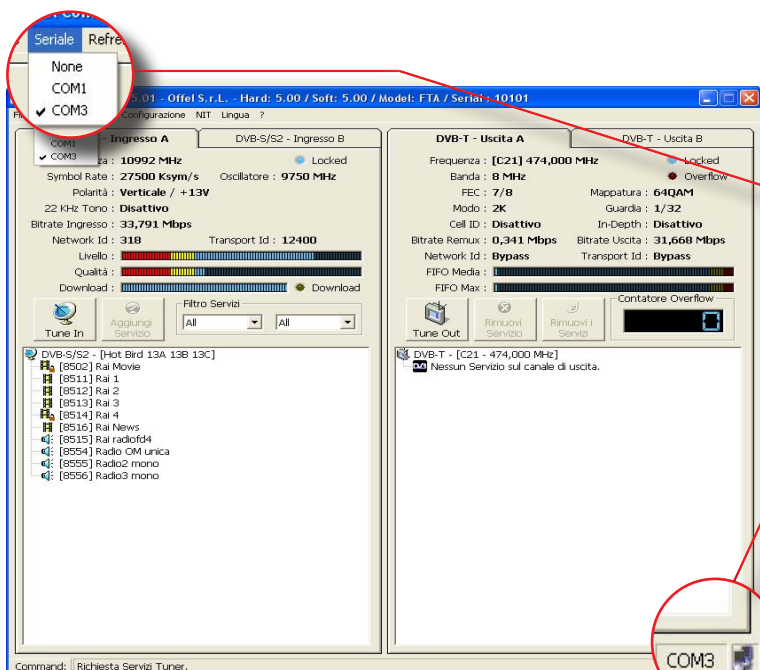 Seriale Refre
None
COM1
✔ COM3
5.01 - Offel S.r.L. - Hard: 5.00 / Soft: 5.00 / Model: FTA / Serial : 10101
Configurazione NIT Lingua ?
COM1
✔ COM3
- Ingresso A
DVB-S/S2 - Ingresso B
10992 MHz Locked
Symbol Rate : 27500 Ksym/s Oscillatore : 9750 MHz
Polarità : Verticale / +13V
22 KHz Tono : Disattivo
Bitrate Ingresso : 33,791 Mbps
Network Id : 318 Transport Id : 12400
Livello :
Qualità :
Download : Download
Tune In
Aggiungi Servizio
Filtro Servizi
All All
DVB-S/S2 - [Hot Bird 13A 13B 13C]
[8502] Rai Movie
[8511] Rai 1
[8512] Rai 2
[8513] Rai 3
[8514] Rai 4
[8516] Rai News
[8515] Rai radiofd4
[8554] Radio OM unica
[8555] Radio2 mono
[8556] Radio3 mono
DVB-T - Uscita A
DVB-T - Uscita B
Frequenza : [C21] 474,000 MHz Locked
Banda : 8 MHz Overflow
FEC : 7/8 Mappatura : 64QAM
Modo : 2K Guardia : 1/32
Cell ID : Disattivo In-Depth : Disattivo
Bitrate Remux : 0,341 Mbps Bitrate Uscita : 31,668 Mbps
Network Id : Bypass Transport Id : Bypass
FIFO Media :
FIFO Max :
Tune Out
Rimuovi Servizio
Rimuovi i Servizi
Contatore Overflow
0
DVB-T - [C21 - 474,000 MHz]
DVB Nessun Servizio sul canale di uscita.
Command: Richiesta Servizi Tuner.
COM3